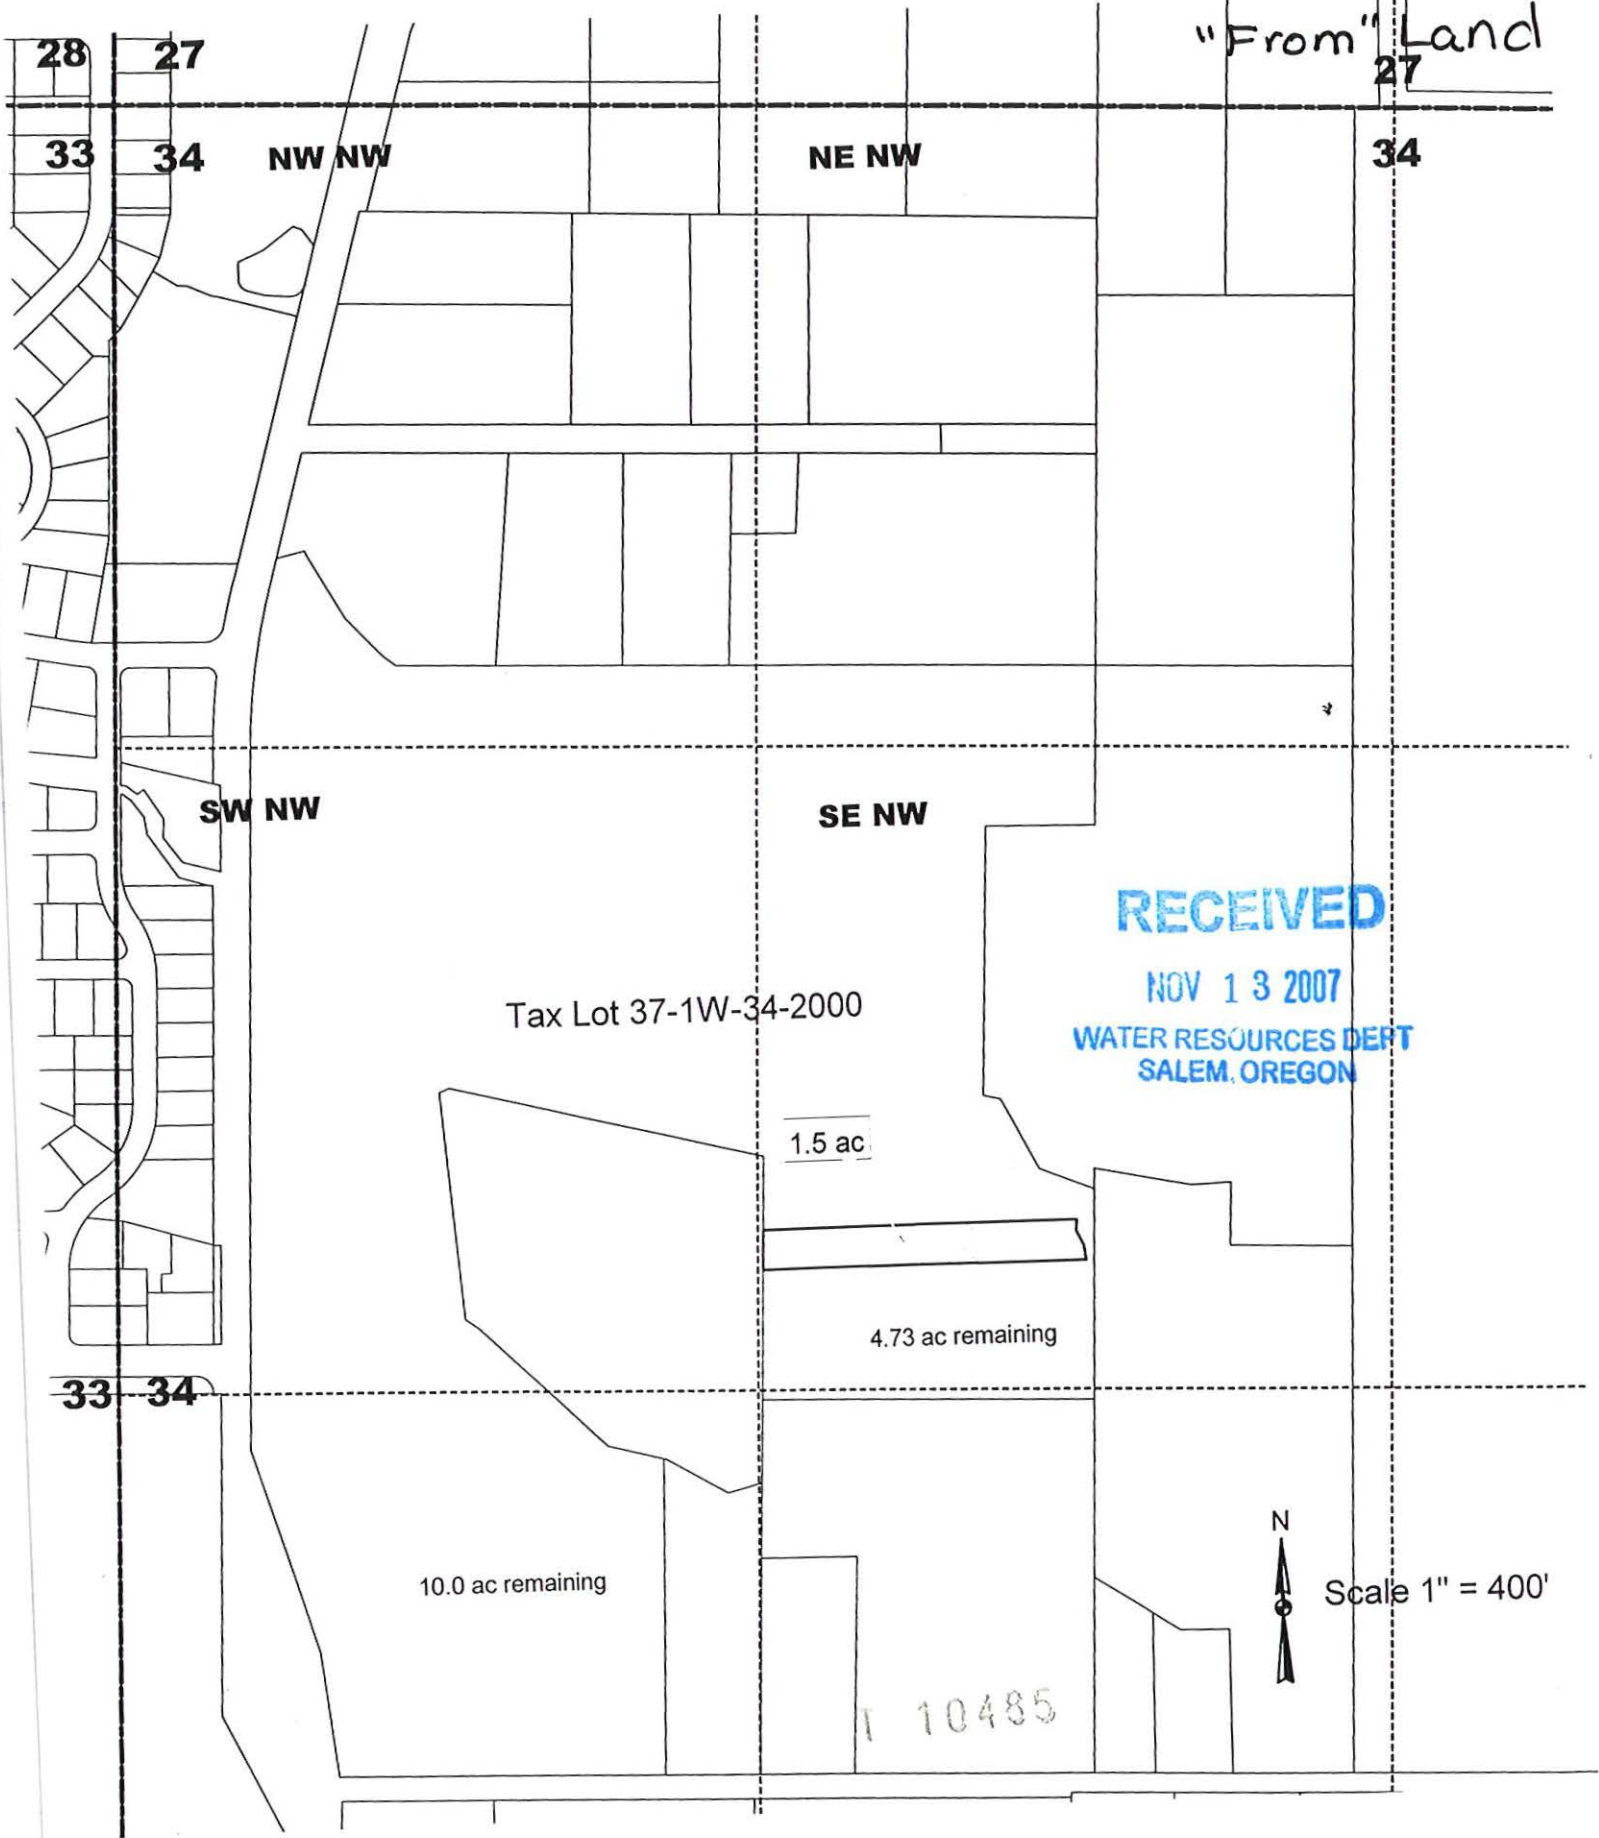 "From" Land
28 27 27
33 34 NW NW NE NW 34
SW NW SE NW
RECEIVED
NOV 13 2007
WATER RESOURCES DEPT
SALEM, OREGON
Tax Lot 37-1W-34-2000
1.5 ac
4.73 ac remaining
33 34
N
10.0 ac remaining
Scale 1" = 400'
T 10485